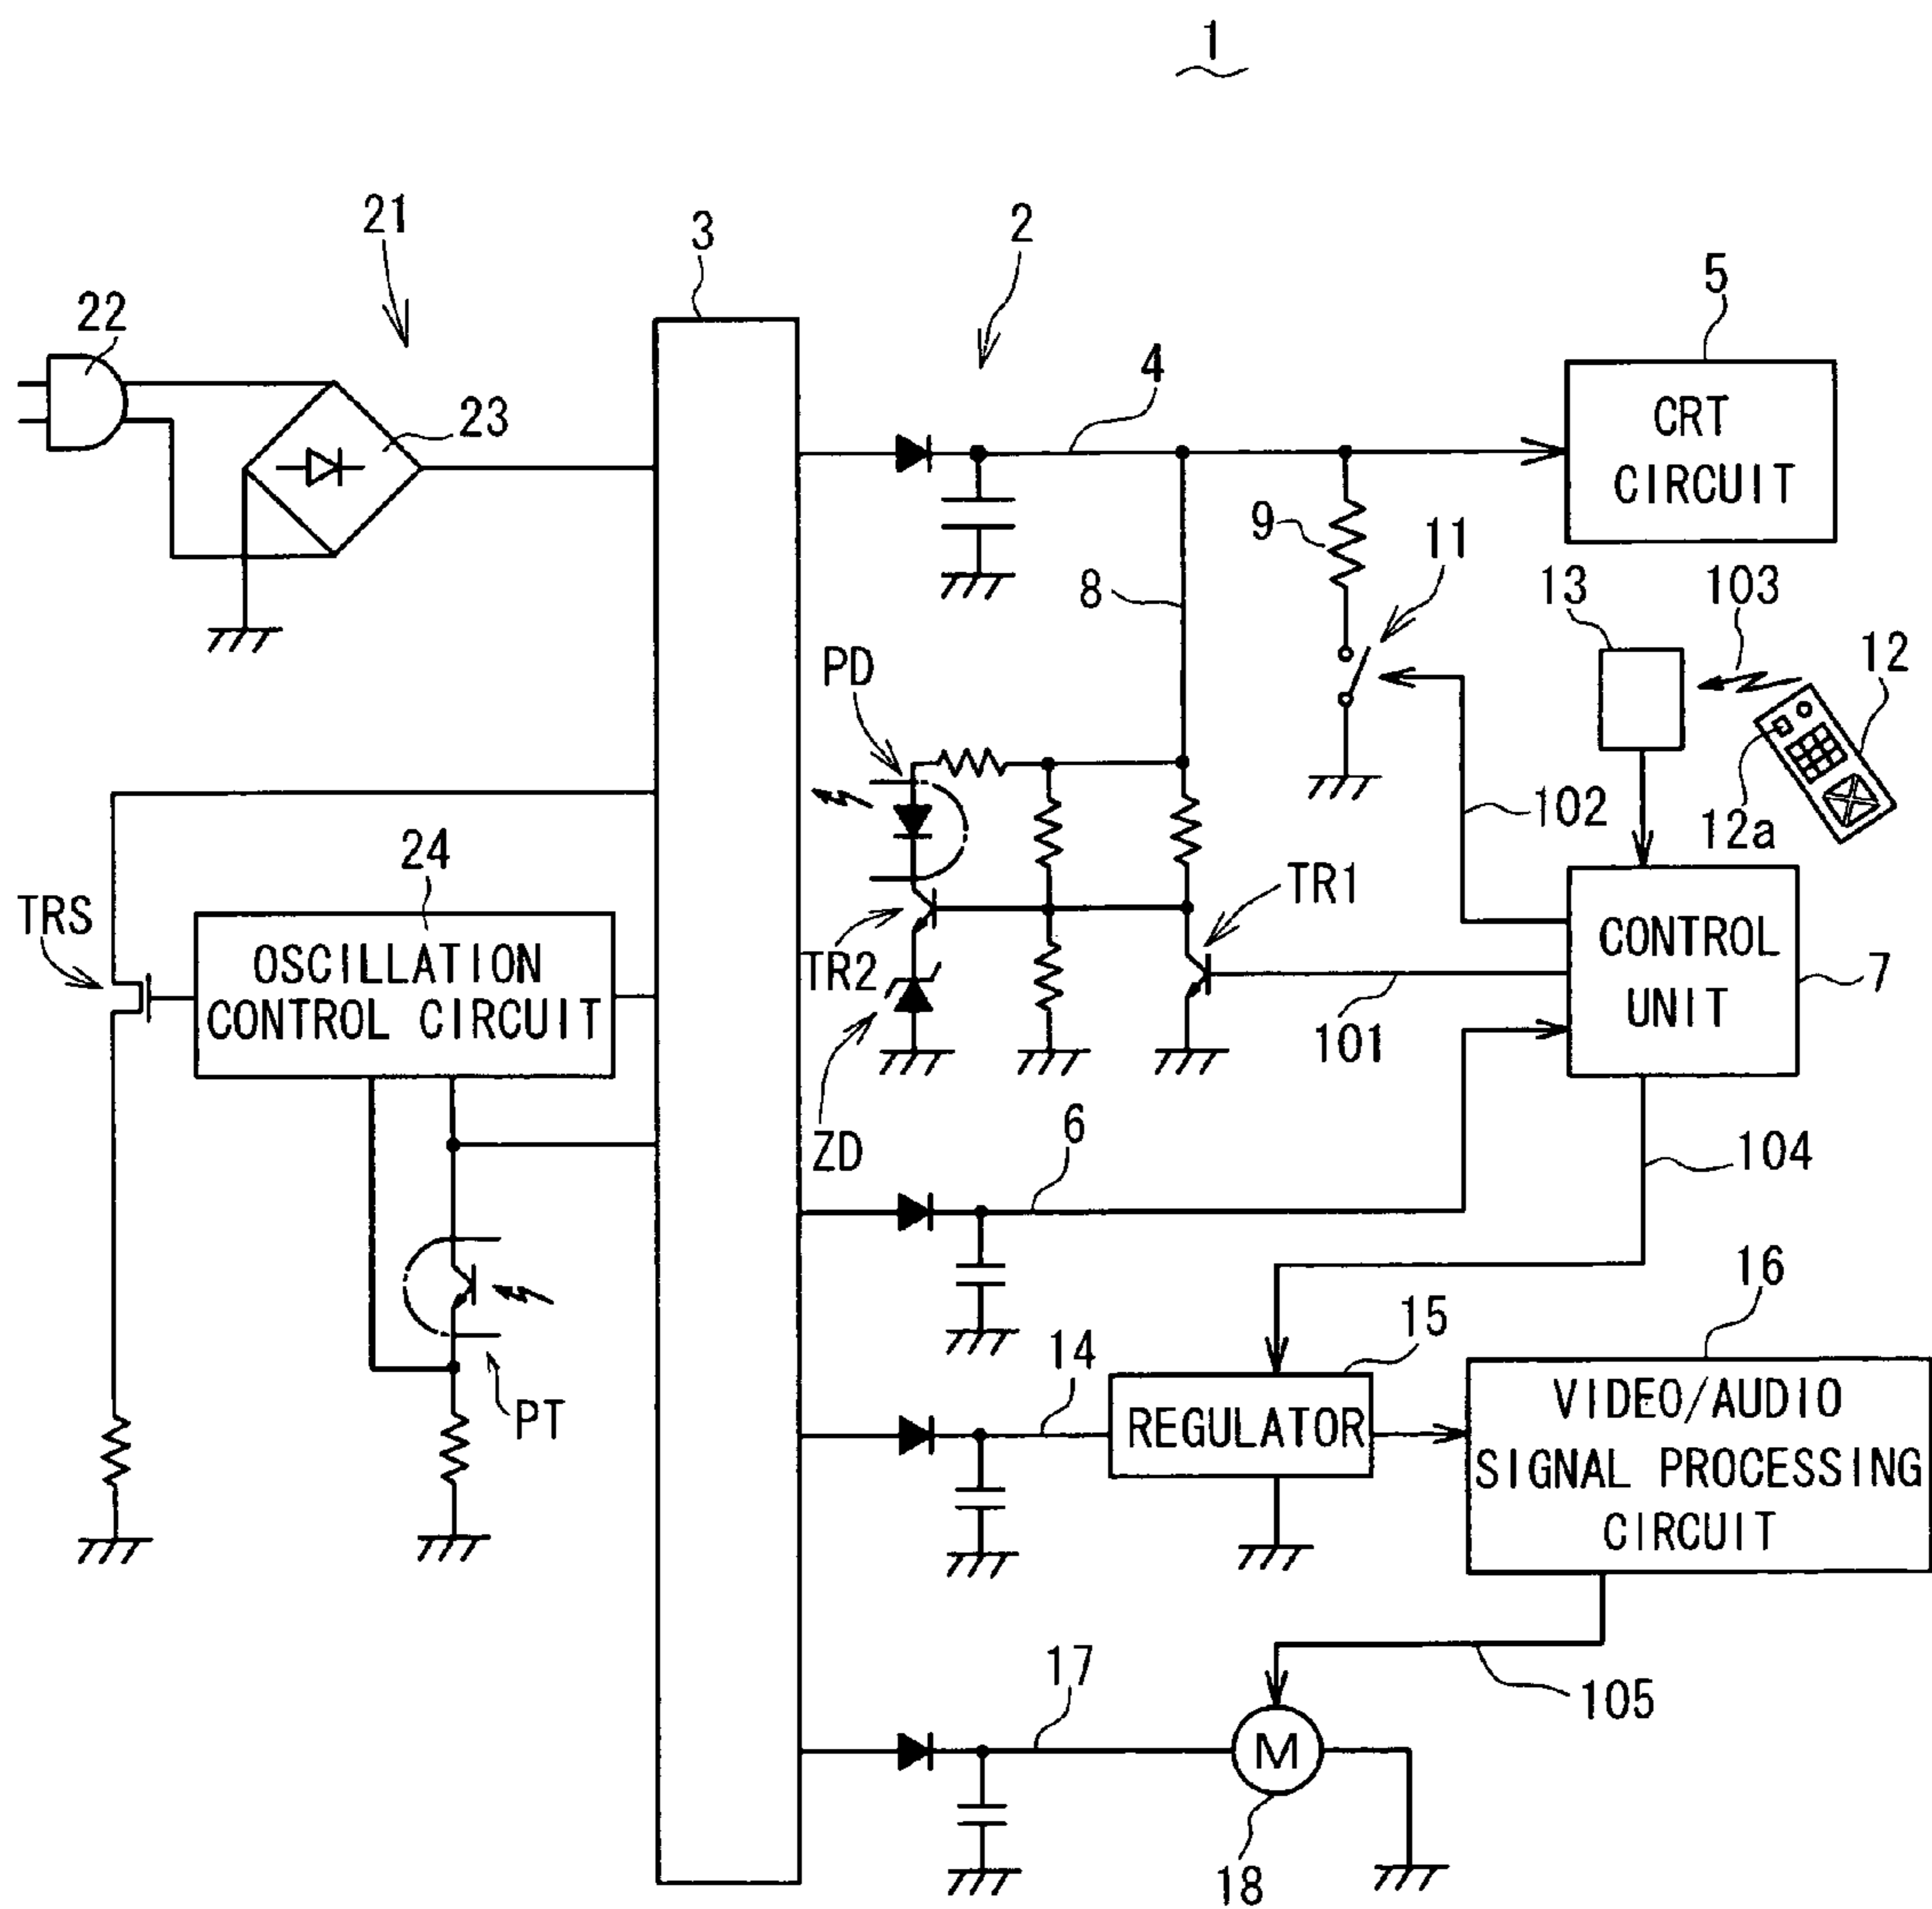 1
21
3
2
22
5
4
CRT
CIRCUIT
23
9
11
8
13
103
12
PD
102
12a
24
TRS
TR1
OSCILLATION
CONTROL CIRCUIT
CONTROL
UNIT
TR2
7
101
ZD
6
104
16
15
14
PT
REGULATOR
VIDEO/AUDIO
SIGNAL PROCESSING
CIRCUIT
17
105
M
18